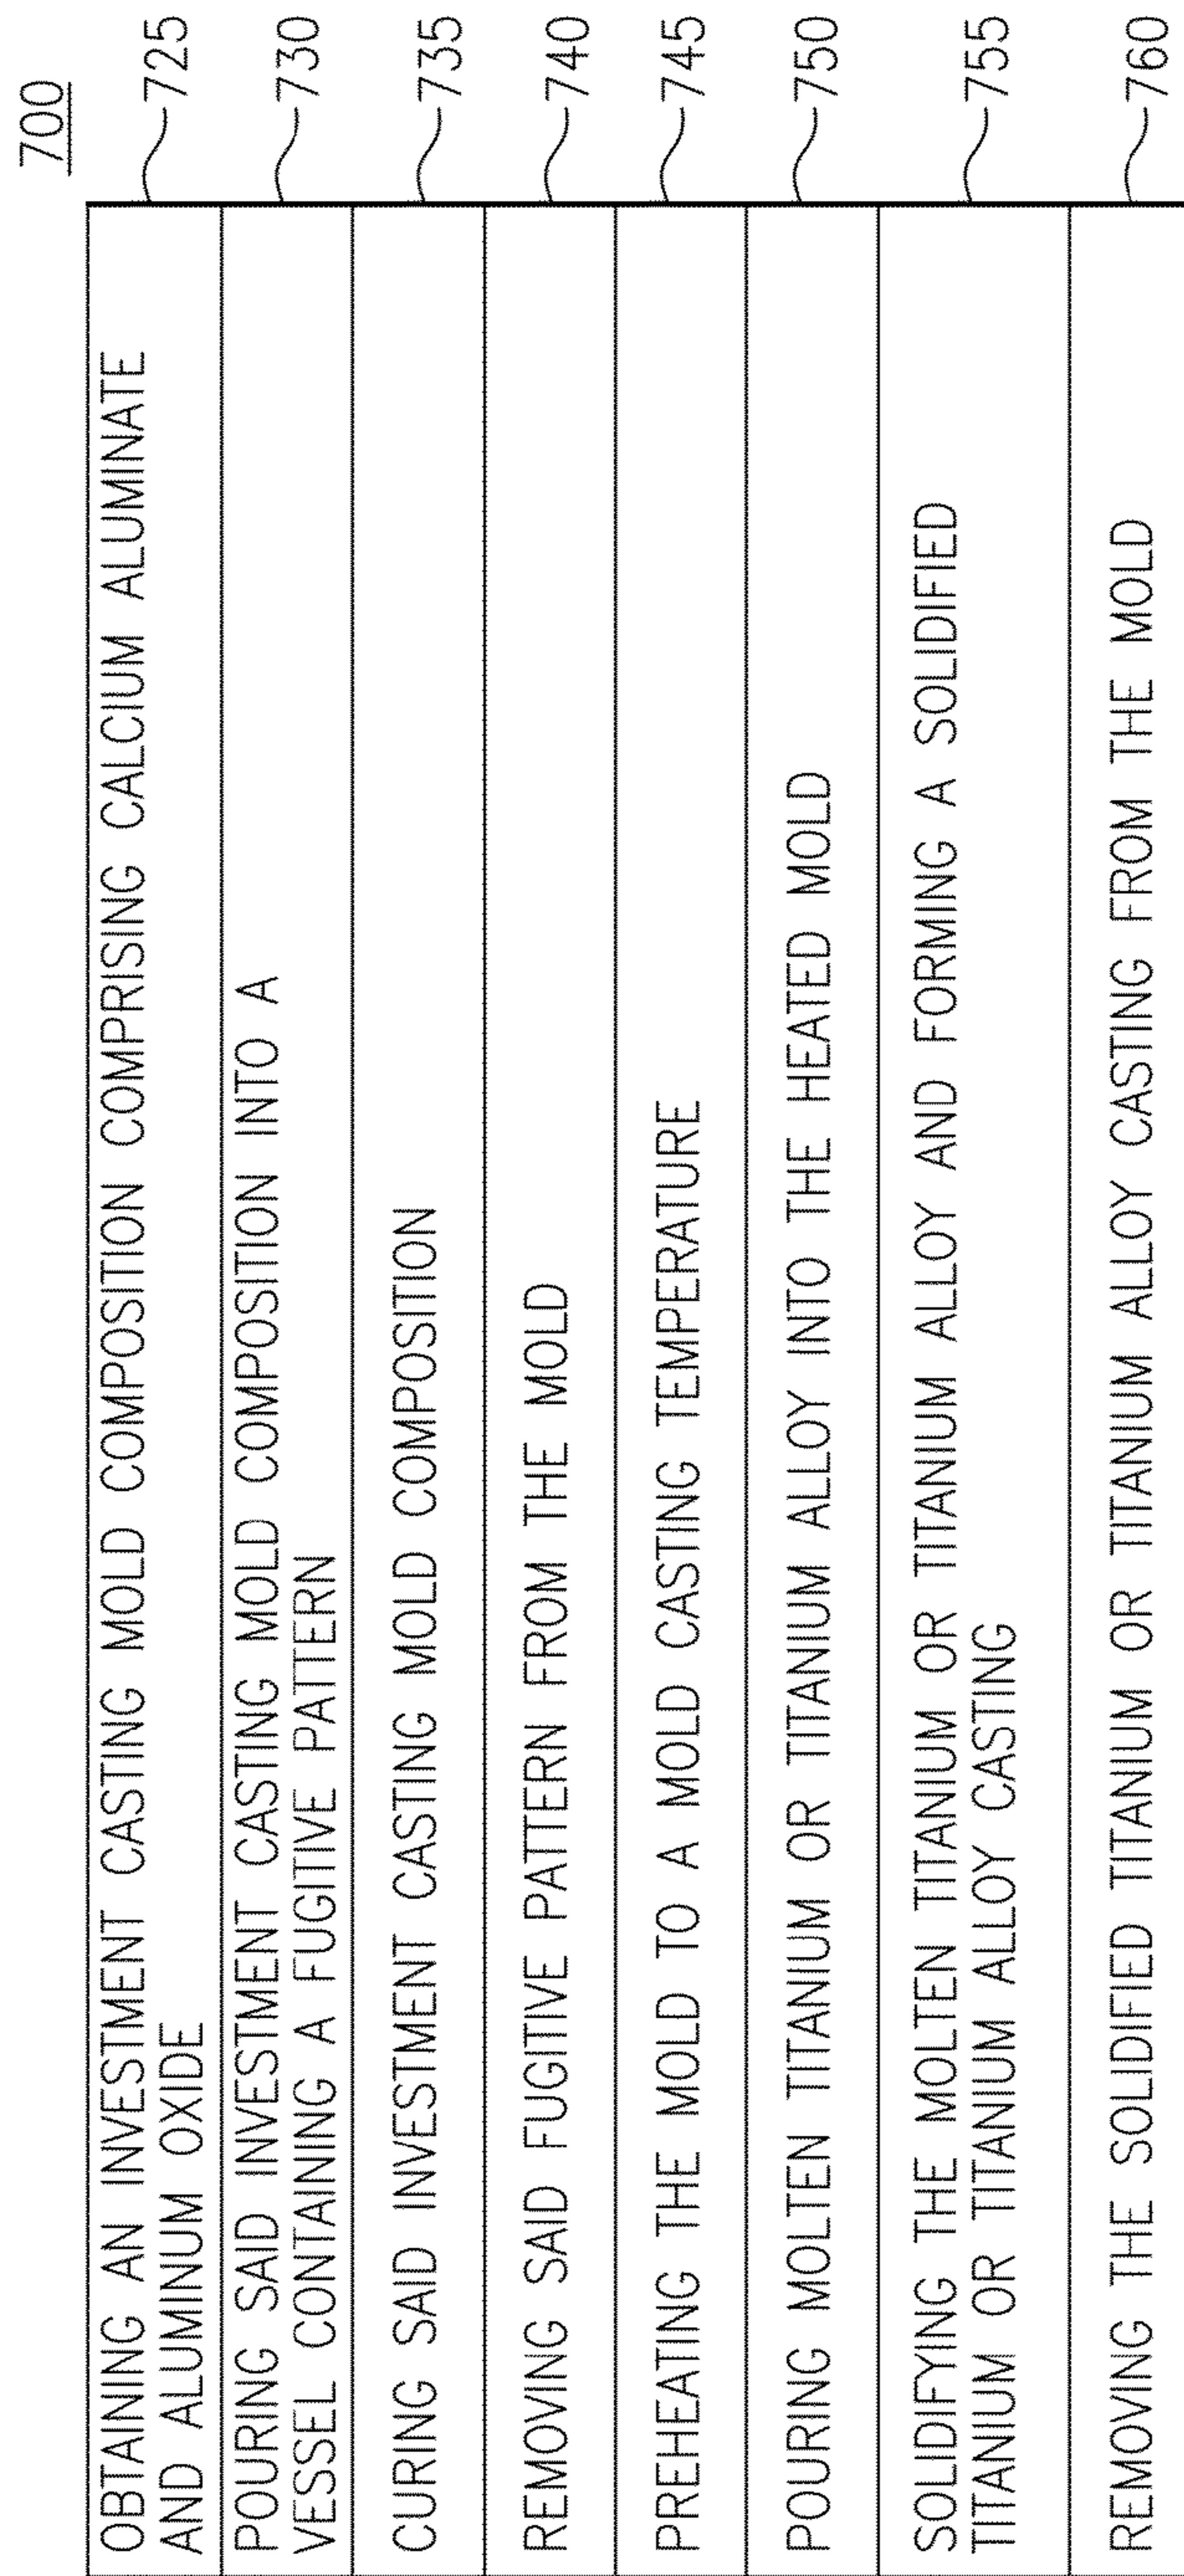 700
OBTAINING AN INVESTMENT CASTING MOLD COMPOSITION COMPRISING CALCIUM ALUMINATE
AND ALUMINUM OXIDE
725
POURING SAID INVESTMENT CASTING MOLD COMPOSITION INTO A
VESSEL CONTAINING A FUGITIVE PATTERN
730
CURING SAID INVESTMENT CASTING MOLD COMPOSITION
735
REMOVING SAID FUGITIVE PATTERN FROM THE MOLD
740
PREHEATING THE MOLD TO A MOLD CASTING TEMPERATURE
745
POURING MOLTEN TITANIUM OR TITANIUM ALLOY INTO THE HEATED MOLD
750
SOLIDIFYING THE MOLTEN TITANIUM OR TITANIUM ALLOY AND FORMING A SOLIDIFIED
TITANIUM OR TITANIUM ALLOY CASTING
755
REMOVING THE SOLIDIFIED TITANIUM OR TITANIUM ALLOY CASTING FROM THE MOLD
760